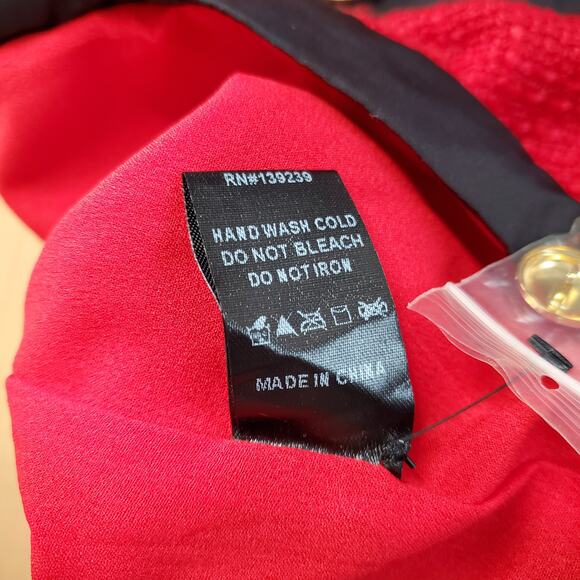 RN#139239
HAND WASH COLD
DO NOT BLEACH
DO NOT IRON
MADE IN CHINA